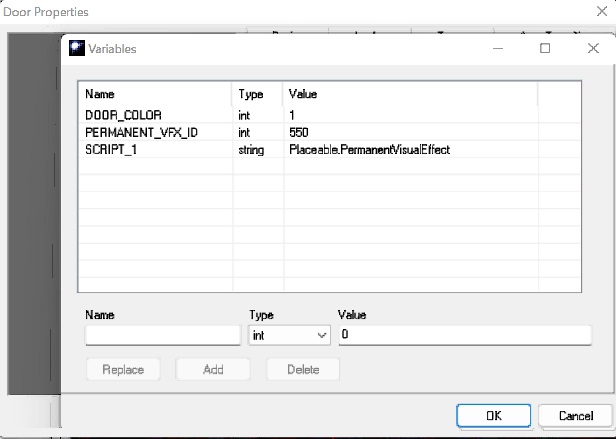 Door Properties
Variables
Name Type Value
DOOR_COLOR int 1
PERMANENT_VFX_ID int 550
SCRIPT_1 string Placeable.PermanentVisualEffect
Name Type Value
int 0
Replace Add Delete
OK Cancel